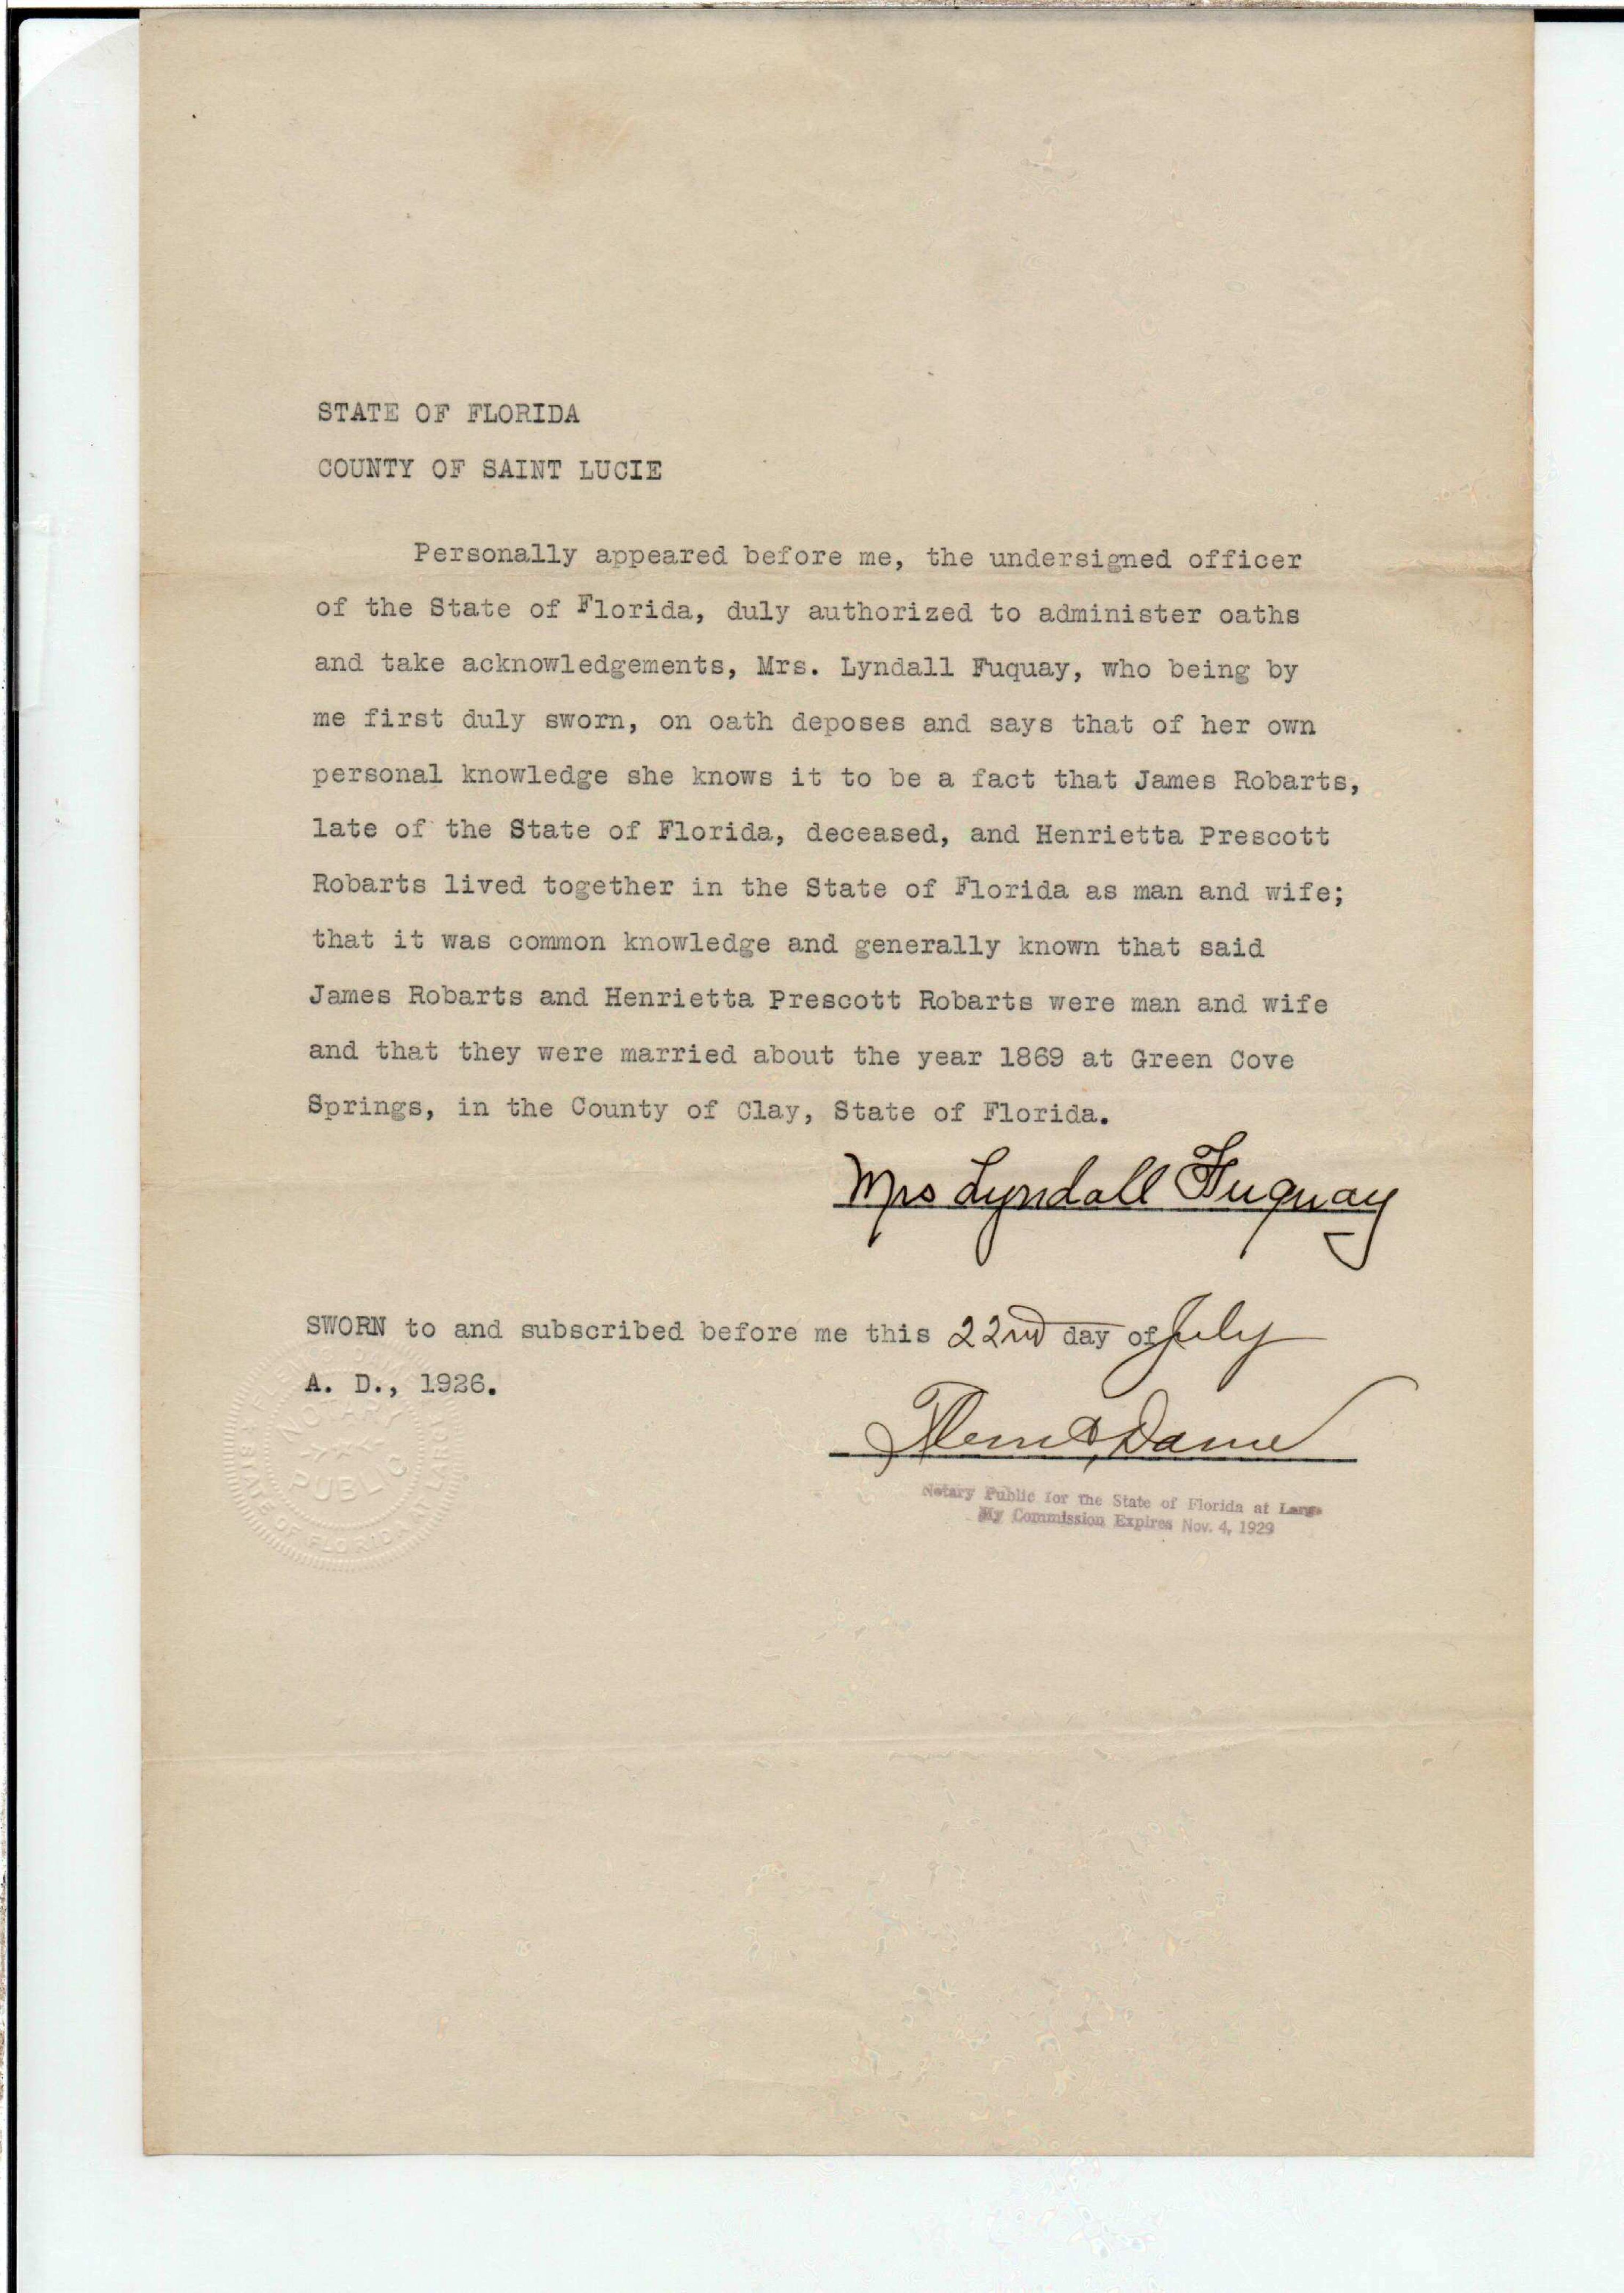 STATE OF FLORIDA
COUNTY OF SAINT LUCIE
Personally appeared before me, the undersigned officer
of the State of Florida, duly authorized to administer oaths
and take acknowledgements, Mrs. Lyndall Fuquay, who being by
me first duly sworn, on oath deposes and says that of her own
personal knowledge she knows it to be a fact that James Robarts,
late of the State of Florida, deceased, and Henrietta Prescott
Robarts lived together in the State of Florida as man and wife;
that it was common knowledge and generally known that said
James Robarts and Henrietta Prescott Robarts were man and wife
and that they were married about the year 1869 at Green Cove
Springs, in the County of Clay, State of Florida.
Mrs Lyndall Fuquay
SWORN to and subscribed before me this 22nd day of July
A. D., 1926.
Dame
Notary Public for the State of Florida at Large
My Commission Expires Nov. 4, 1929
NOTARY
PUBLIC
STATE OF FLORIDA AT LARGE